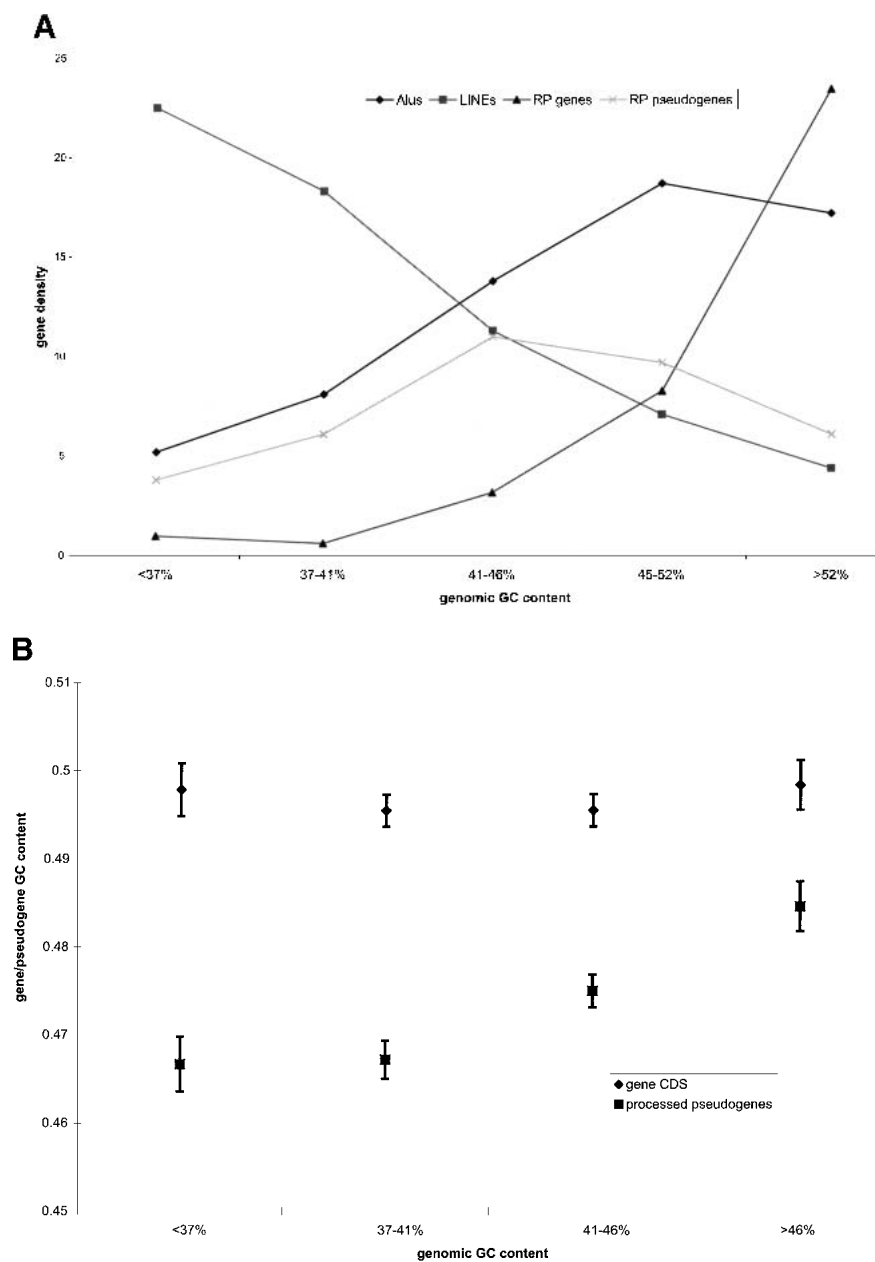 A
25
Alus LINEs RP genes RP pseudogenes
20
15
10
5
0
gene density
<37% 37-41% 41-46% 45-52% >52%
genomic GC content
B
0.51
0.5
0.49
0.48
0.47
0.46
0.45
gene/pseudogene GC content
gene CDS
processed pseudogenes
<37% 37-41% 41-46% >46%
genomic GC content